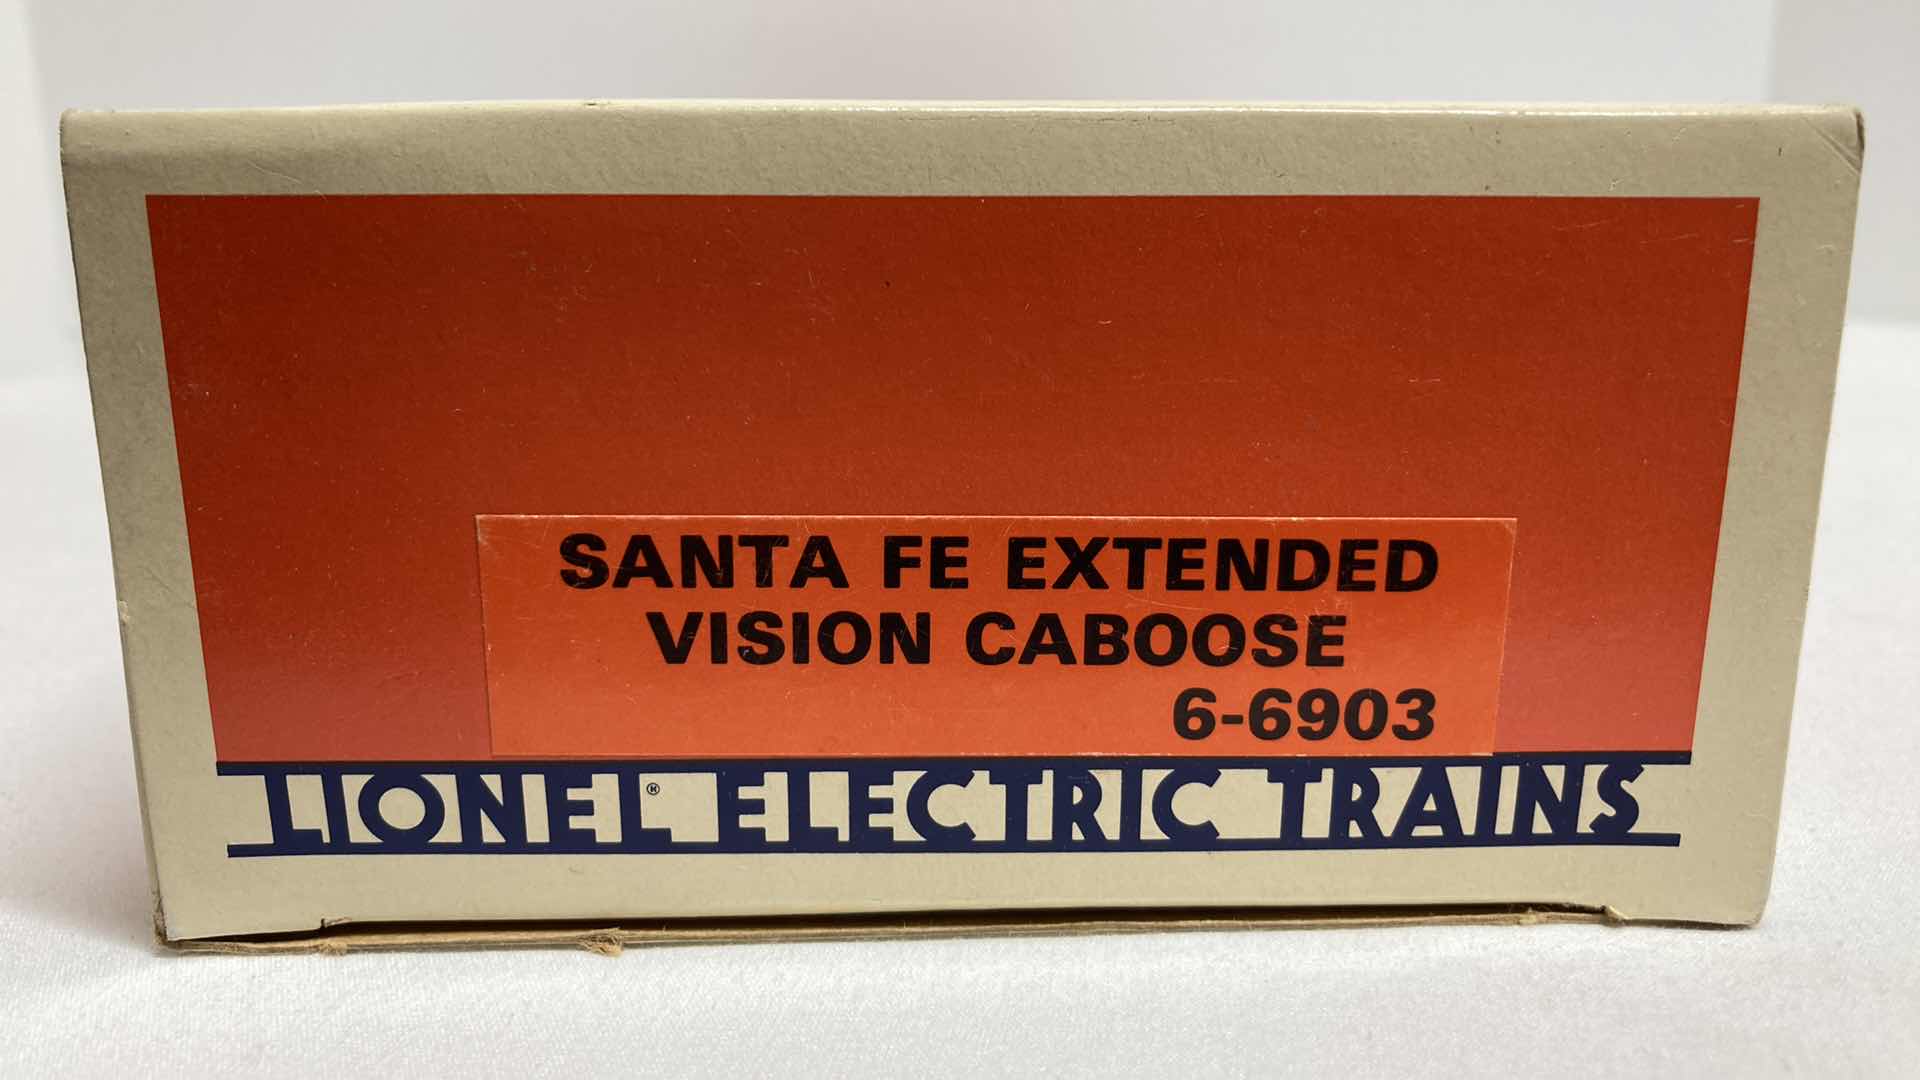 SANTA FE EXTENDED
VISION CABOOSE
6-6903
LIONEL® ELECTRIC TRAINS